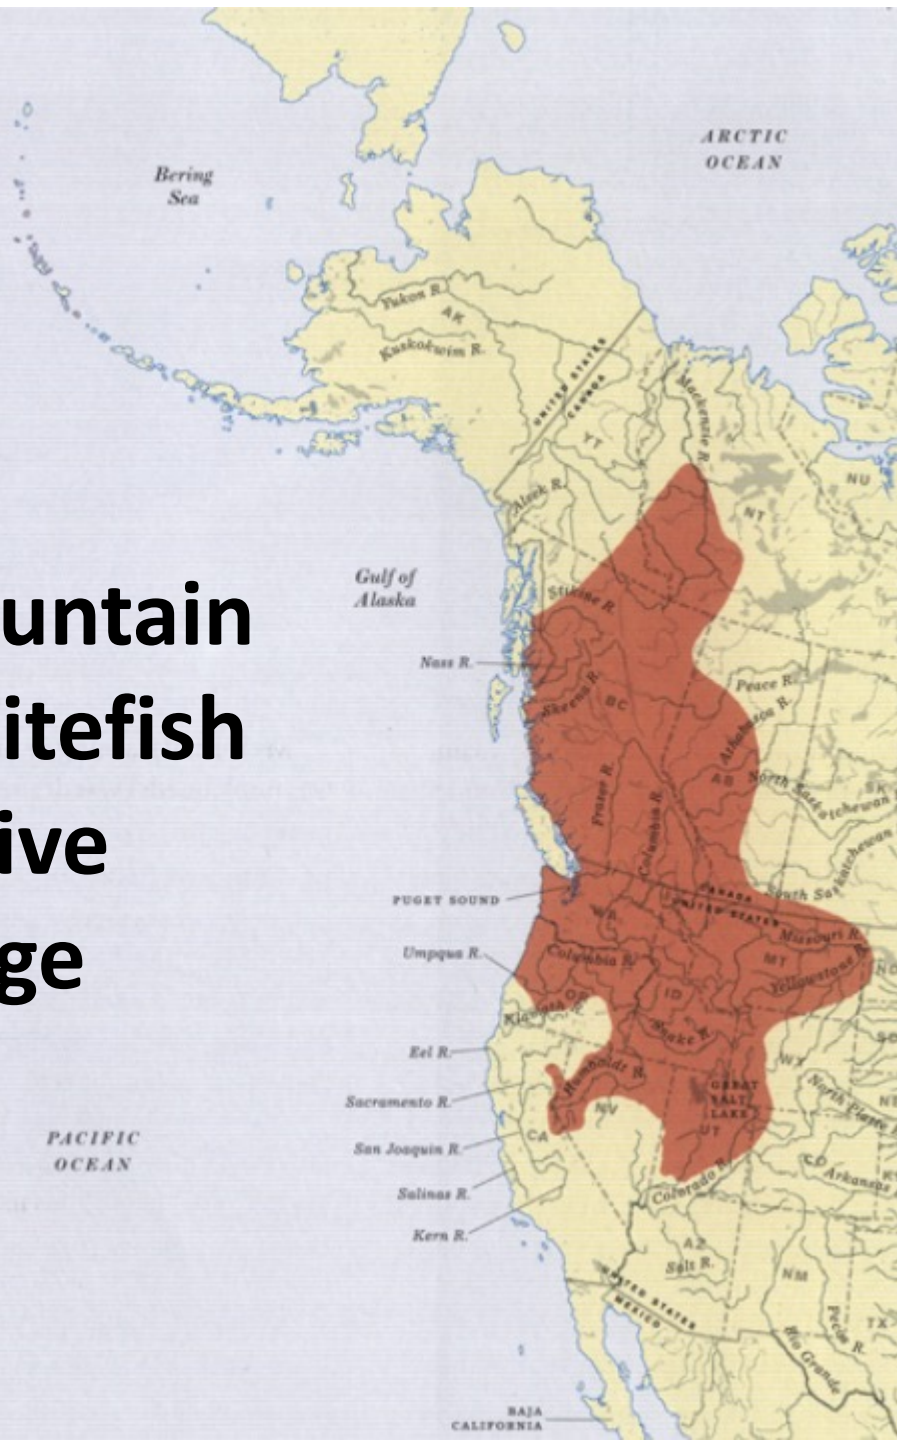 ARCTIC
OCEAN
Bering
Sea
Yukon R.
AK
Kuskokwim R.
UNITED STATES
CANADA
Mackenzie R.
YT
NU
Alsek R.
NT
Gulf of
Alaska
Stikine R.
untain
Nass R.
Peace R.
Skeena R.
BC
Athabasca R.
itefish
AB
North Saskatchewan
SK
Fraser R.
Columbia R.
ive
South Saskatchewan
CANADA
UNITED STATES
PUGET SOUND
WA
Missouri R.
Umpqua R.
Columbia R.
MT
Yellowstone R.
ge
ID
OR
Klamath R.
Snake R.
Eel R.
WY
Humboldt R.
GREAT
SALT
LAKE
North Platte
Sacramento R.
NV
CA
UT
PACIFIC
OCEAN
San Joaquin R.
CO
Arkansas
Salinas R.
Colorado R.
Kern R.
AZ
Salt R.
NM
UNITED STATES
MEXICO
Pecos R.
TX
Rio Grande
BAJA
CALIFORNIA